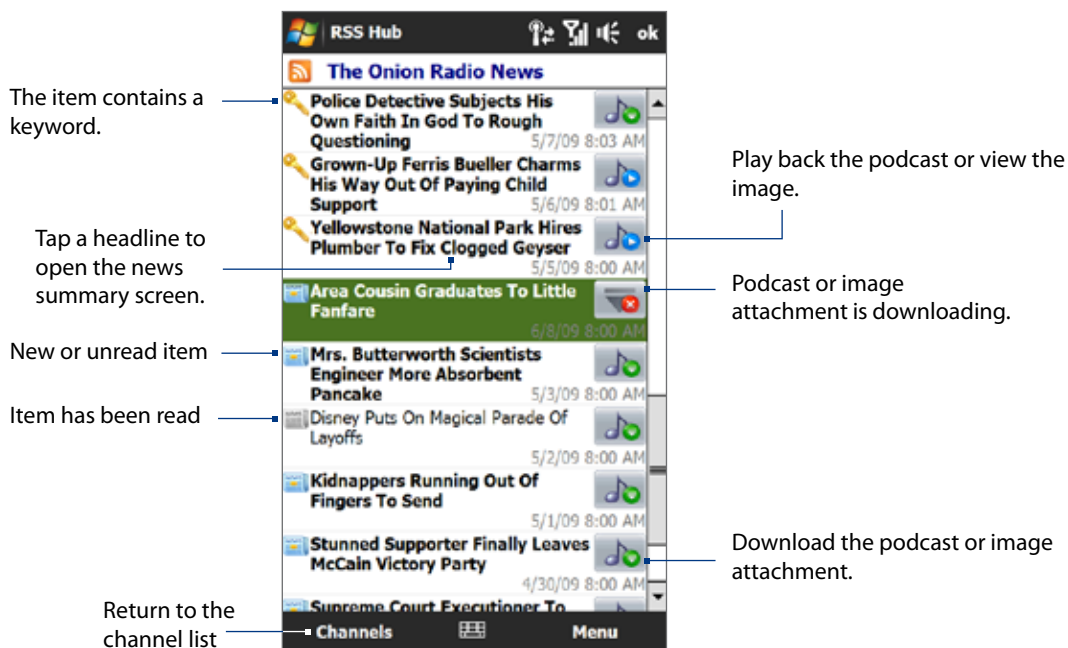 RSS Hub
ok
The Onion Radio News
The item contains a
keyword.
Police Detective Subjects His
Own Faith In God To Rough
Questioning
5/7/09 8:03 AM
Grown-Up Ferris Bueller Charms
His Way Out Of Paying Child
Support
5/6/09 8:01 AM
Play back the podcast or view the
image.
Tap a headline to
open the news
summary screen.
Yellowstone National Park Hires
Plumber To Fix Clogged Geyser
5/5/09 8:00 AM
Area Cousin Graduates To Little
Fanfare
6/8/09 8:00 AM
Podcast or image
attachment is downloading.
New or unread item
Mrs. Butterworth Scientists
Engineer More Absorbent
Pancake
5/3/09 8:00 AM
Item has been read
Disney Puts On Magical Parade Of
Layoffs
5/2/09 8:00 AM
Kidnappers Running Out Of
Fingers To Send
5/1/09 8:00 AM
Stunned Supporter Finally Leaves
McCain Victory Party
4/30/09 8:00 AM
Download the podcast or image
attachment.
Supreme Court Executioner To
Return to the
channel list
Channels
Menu